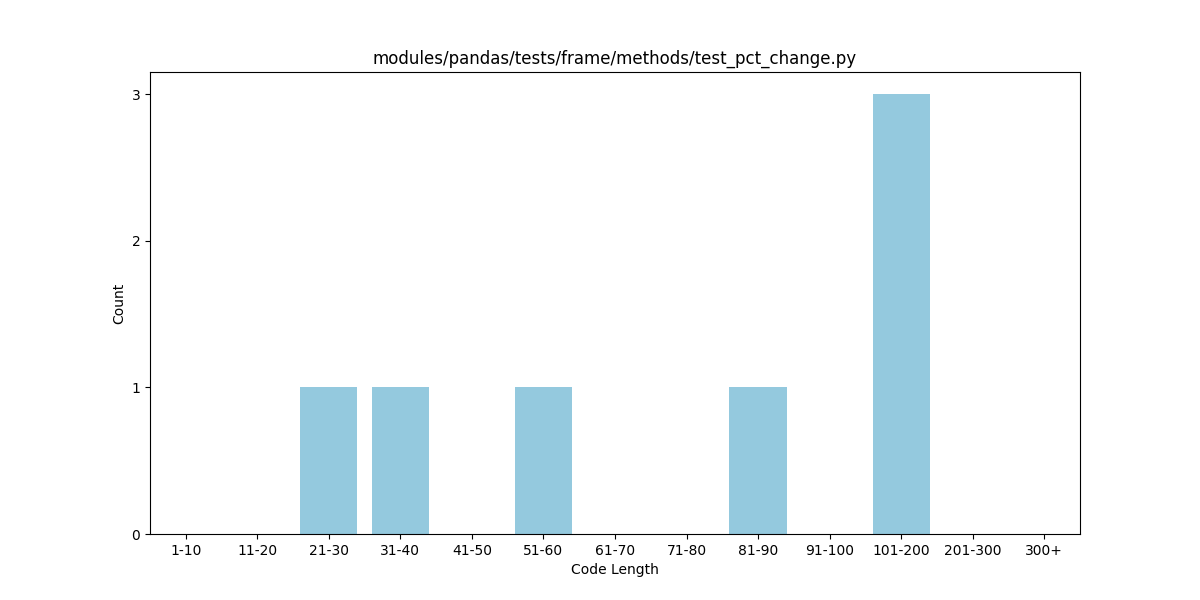 modules/pandas/tests/frame/methods/test_pct_change.py
3
2
1
0
Count
1-10 11-20 21-30 31-40 41-50 51-60 61-70 71-80 81-90 91-100 101-200 201-300 300+
Code Length